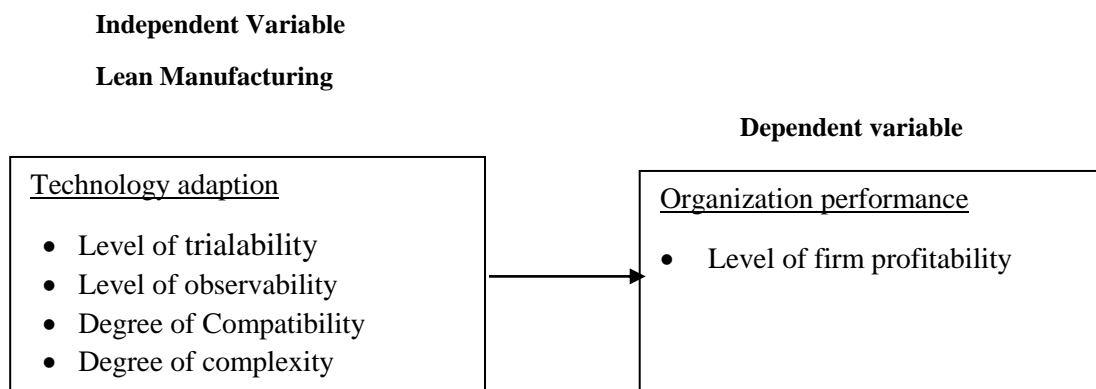 Independent Variable
Lean Manufacturing
Dependent variable
Technology adaption
• Level of trialability
• Level of observability
• Degree of Compatibility
• Degree of complexity
Organization performance
• Level of firm profitability